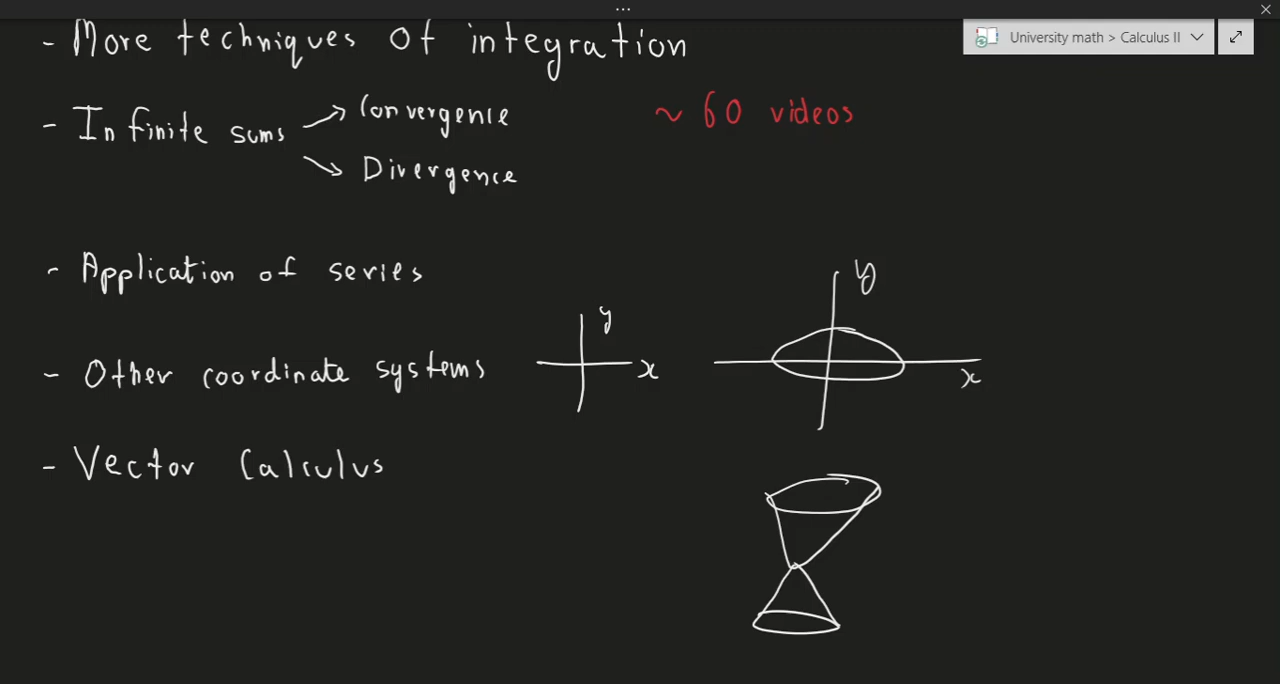 - More techniques of integration
University math > Calculus II
- Infinite sums
Convergence
Divergence
~ 60 videos
- Application of series
y
x
y
x
- Other coordinate systems
- Vector Calculus